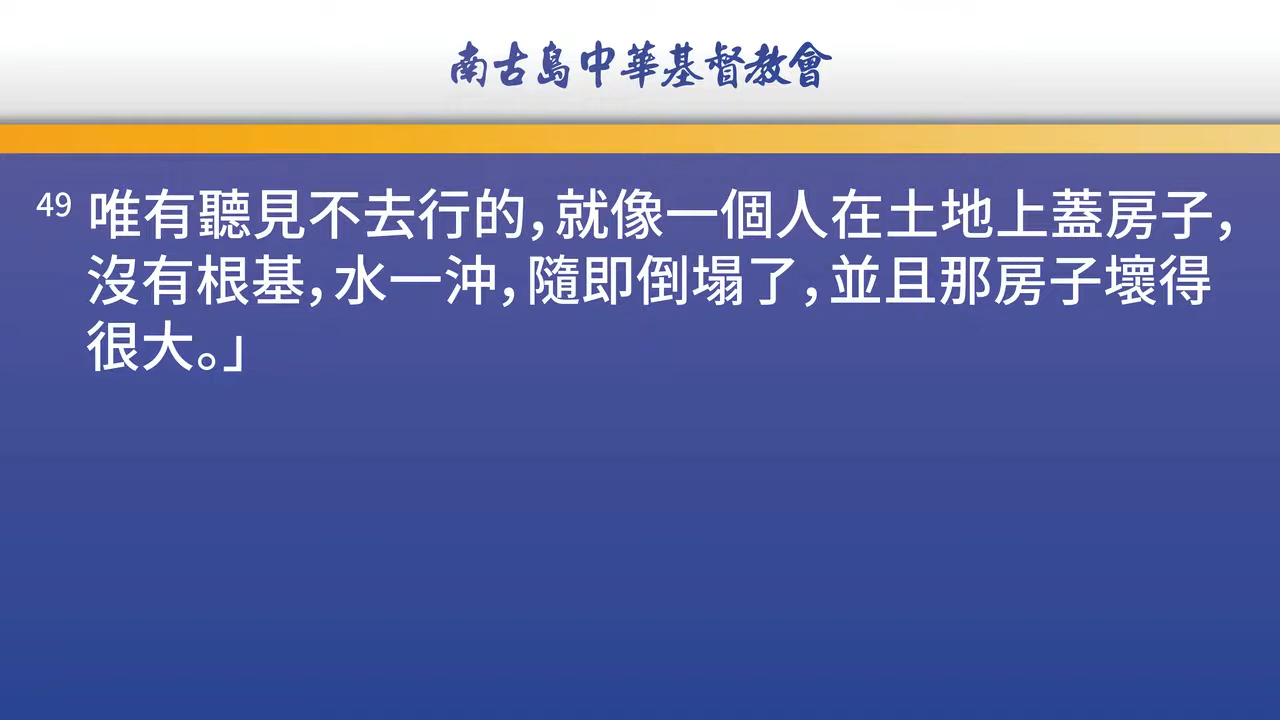 南古島中華基督教會
49 唯有聽見不去行的,就像一個人在土地上蓋房子,
沒有根基,水一沖,隨即倒塌了,並且那房子壞得
很大。」